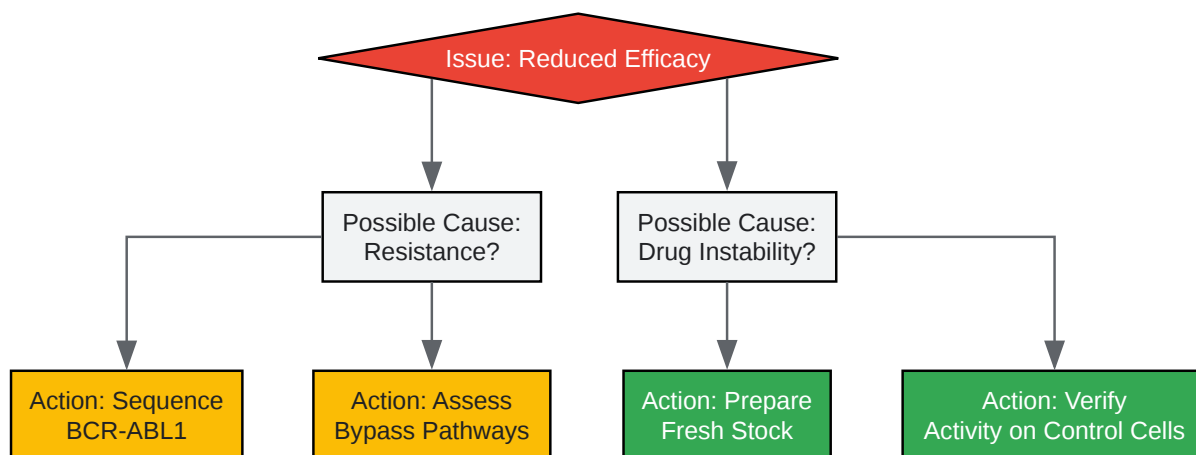 Issue: Reduced Efficacy
Possible Cause:
Resistance?
Possible Cause:
Drug Instability?
Action: Sequence
BCR-ABL1
Action: Assess
Bypass Pathways
Action: Prepare
Fresh Stock
Action: Verify
Activity on Control Cells